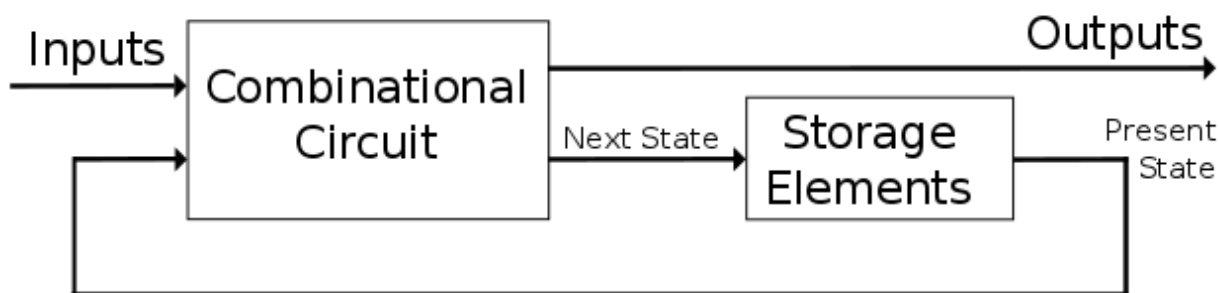 Inputs
Combinational
Circuit
Outputs
Next State
Storage
Elements
Present
State